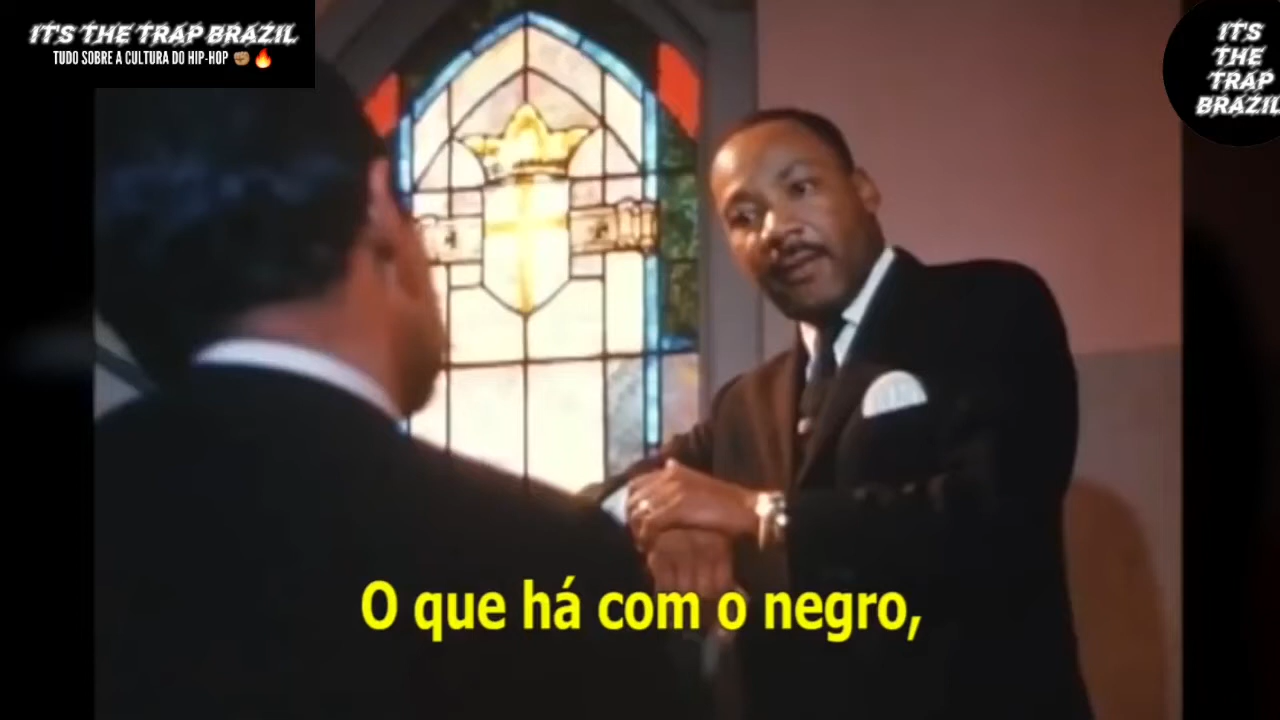 IT'S THE TRAP BRAZIL
TUDO SOBRE A CULTURA DO HIP-HOP ✊🏾🔥
IT'S
THE
TRAP
BRAZIL
O que há com o negro,